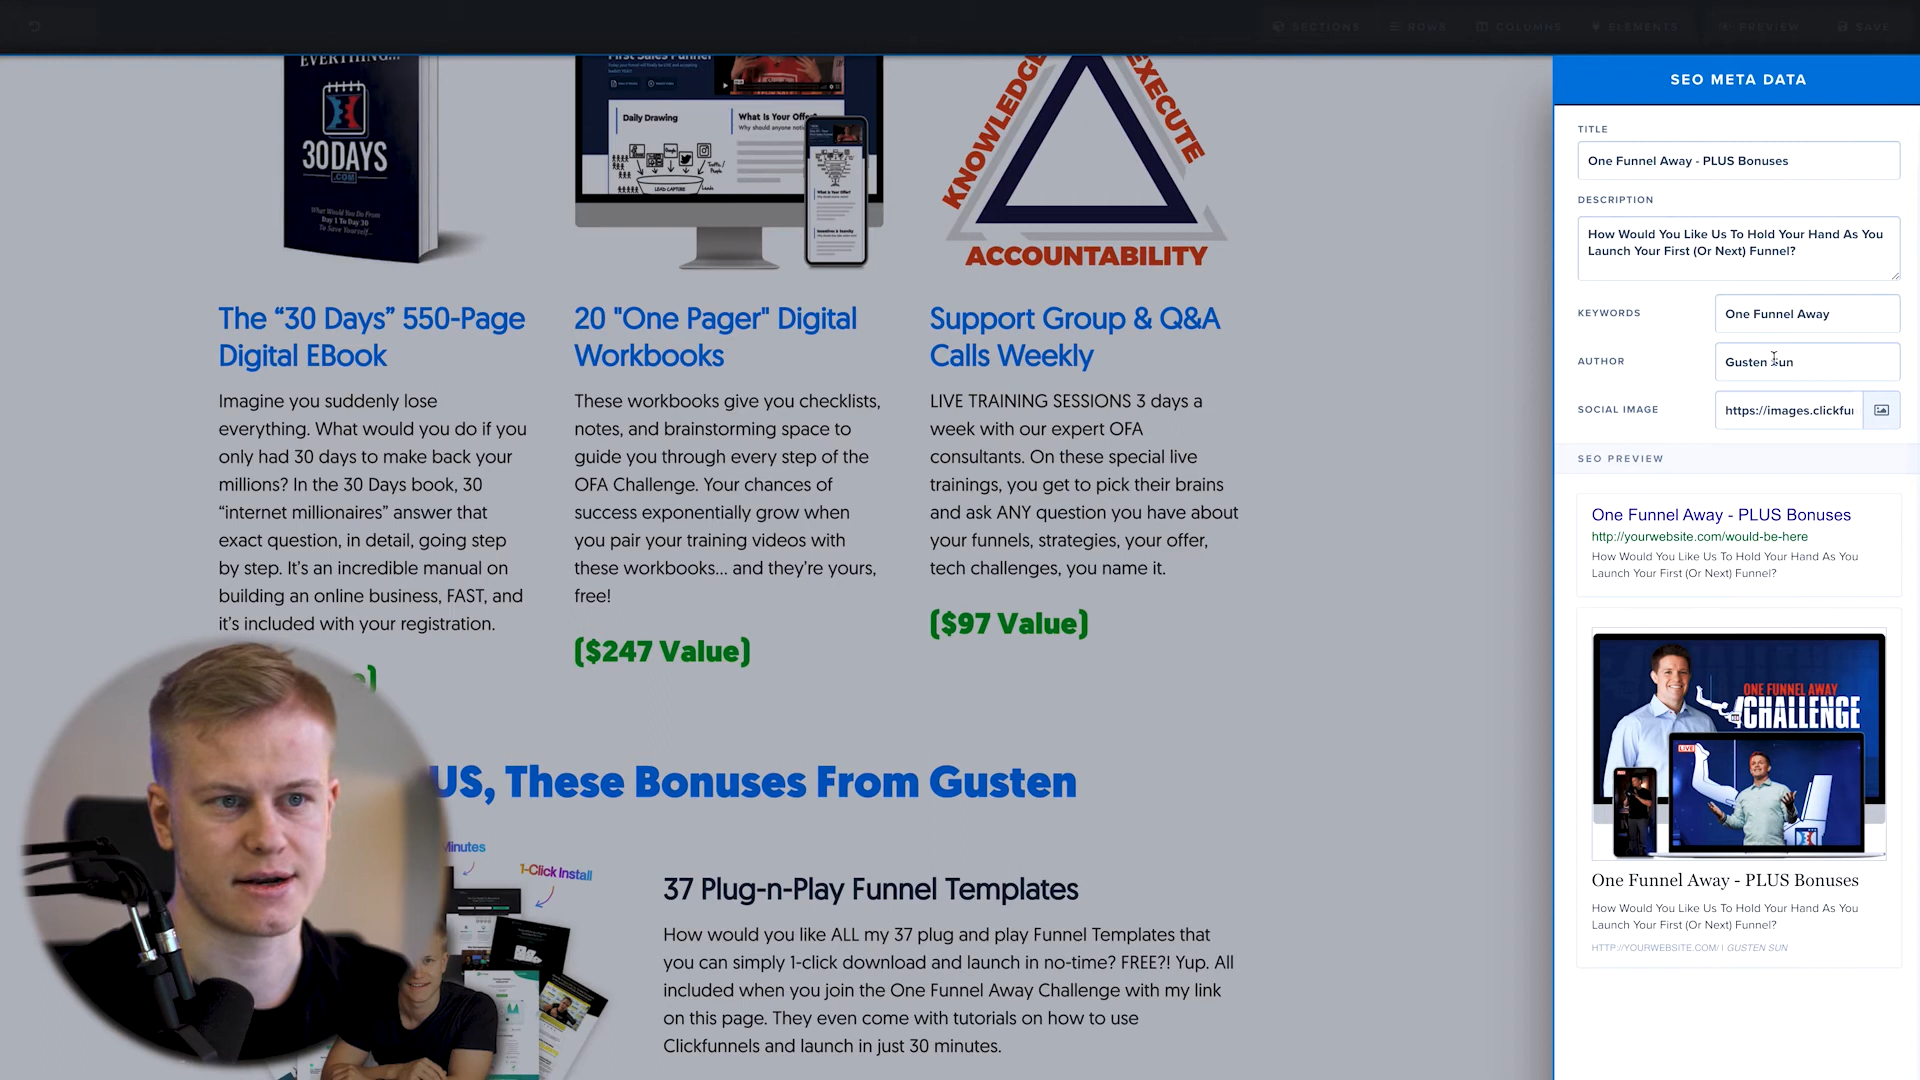 SECTIONS
ROWS
COLUMNS
ELEMENTS
PREVIEW
SAVE
EVERYTHING...
30DAYS
.COM
What Would You Do From
Day 1 To Day 30
To Save Yourself...
First Sales Funnel
Daily Drawing
What Is Your Offer?
LEAD CAPTURE
KNOWLEDGE
EXECUTE
ACCOUNTABILITY
The “30 Days” 550-Page
Digital EBook
Imagine you suddenly lose
everything. What would you do if you
only had 30 days to make back your
millions? In the 30 Days book, 30
“internet millionaires” answer that
exact question, in detail, going step
by step. It’s an incredible manual on
building an online business, FAST, and
it’s included with your registration.
20 "One Pager" Digital
Workbooks
These workbooks give you checklists,
notes, and brainstorming space to
guide you through every step of the
OFA Challenge. Your chances of
success exponentially grow when
you pair your training videos with
these workbooks... and they’re yours,
free!
($247 Value)
Support Group & Q&A
Calls Weekly
LIVE TRAINING SESSIONS 3 days a
week with our expert OFA
consultants. On these special live
trainings, you get to pick their brains
and ask ANY question you have about
your funnels, strategies, your offer,
tech challenges, you name it.
($97 Value)
US, These Bonuses From Gusten
Minutes
1-Click Install
37 Plug-n-Play Funnel Templates
How would you like ALL my 37 plug and play Funnel Templates that
you can simply 1-click download and launch in no-time? FREE?! Yup. All
included when you join the One Funnel Away Challenge with my link
on this page. They even come with tutorials on how to use
Clickfunnels and launch in just 30 minutes.
SEO META DATA
TITLE
One Funnel Away - PLUS Bonuses
DESCRIPTION
How Would You Like Us To Hold Your Hand As You
Launch Your First (Or Next) Funnel?
KEYWORDS
One Funnel Away
AUTHOR
Gusten Sun
SOCIAL IMAGE
https://images.clickfu
SEO PREVIEW
One Funnel Away - PLUS Bonuses
http://yourwebsite.com/would-be-here
How Would You Like Us To Hold Your Hand As You
Launch Your First (Or Next) Funnel?
ONE FUNNEL AWAY
CHALLENGE
LIVE
One Funnel Away - PLUS Bonuses
How Would You Like Us To Hold Your Hand As You
Launch Your First (Or Next) Funnel?
HTTP://YOURWEBSITE.COM/ | GUSTEN SUN